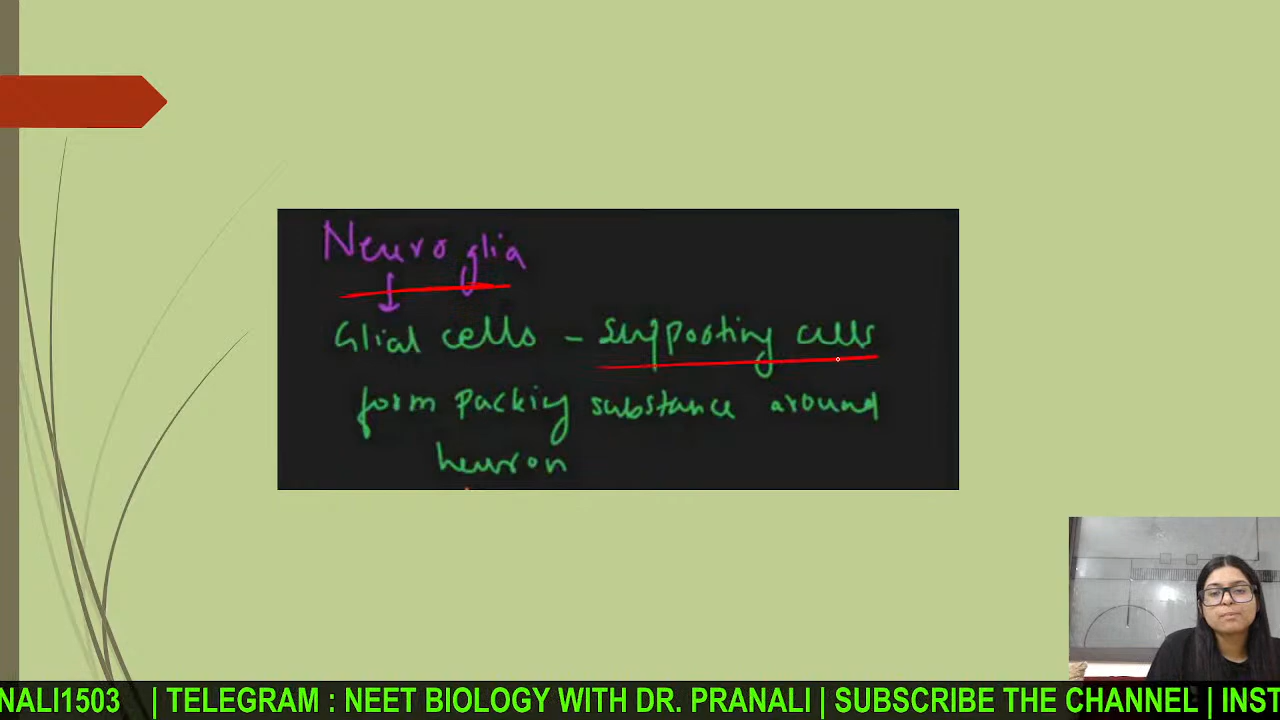 Neuroglia
Glial cells - Supporting cells
form packing substance around
neuron
NALI1503 | TELEGRAM : NEET BIOLOGY WITH DR. PRANALI | SUBSCRIBE THE CHANNEL | INST